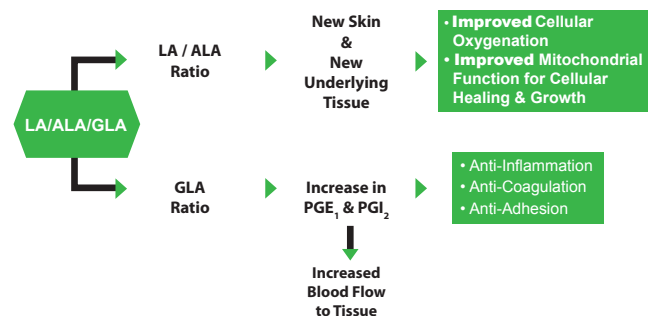 LA/ALA/GLA
LA / ALA
Ratio
New Skin
&
New
Underlying
Tissue
• Improved Cellular
Oxygenation
• Improved Mitochondrial
Function for Cellular
Healing & Growth
GLA
Ratio
Increase in
PGE₁ & PGI₂
• Anti-Inflammation
• Anti-Coagulation
• Anti-Adhesion
Increased
Blood Flow
to Tissue